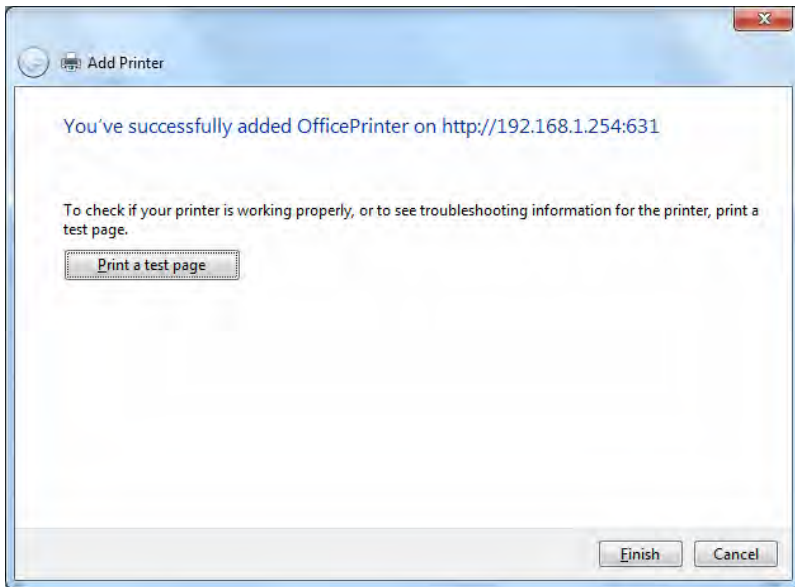 Add Printer
You've successfully added OfficePrinter on http://192.168.1.254:631
To check if your printer is working properly, or to see troubleshooting information for the printer, print a
test page.
Print a test page
Finish Cancel